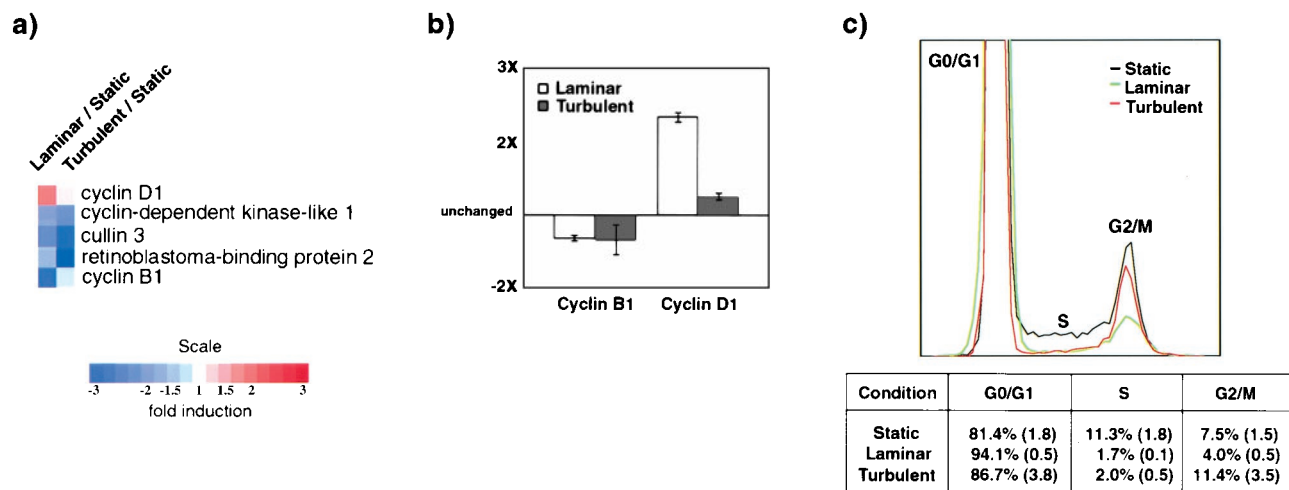 a)
Laminar / Static
Turbulent / Static
cyclin D1
cyclin-dependent kinase-like 1
cullin 3
retinoblastoma-binding protein 2
cyclin B1
Scale
-3 -2 -1.5 1 1.5 2 3
fold induction
b)
3X
Laminar
Turbulent
2X
unchanged
-2X
Cyclin B1 Cyclin D1
c)
G0/G1
Static
Laminar
Turbulent
G2/M
S
Condition G0/G1 S G2/M
Static 81.4% (1.8) 11.3% (1.8) 7.5% (1.5)
Laminar 94.1% (0.5) 1.7% (0.1) 4.0% (0.5)
Turbulent 86.7% (3.8) 2.0% (0.5) 11.4% (3.5)